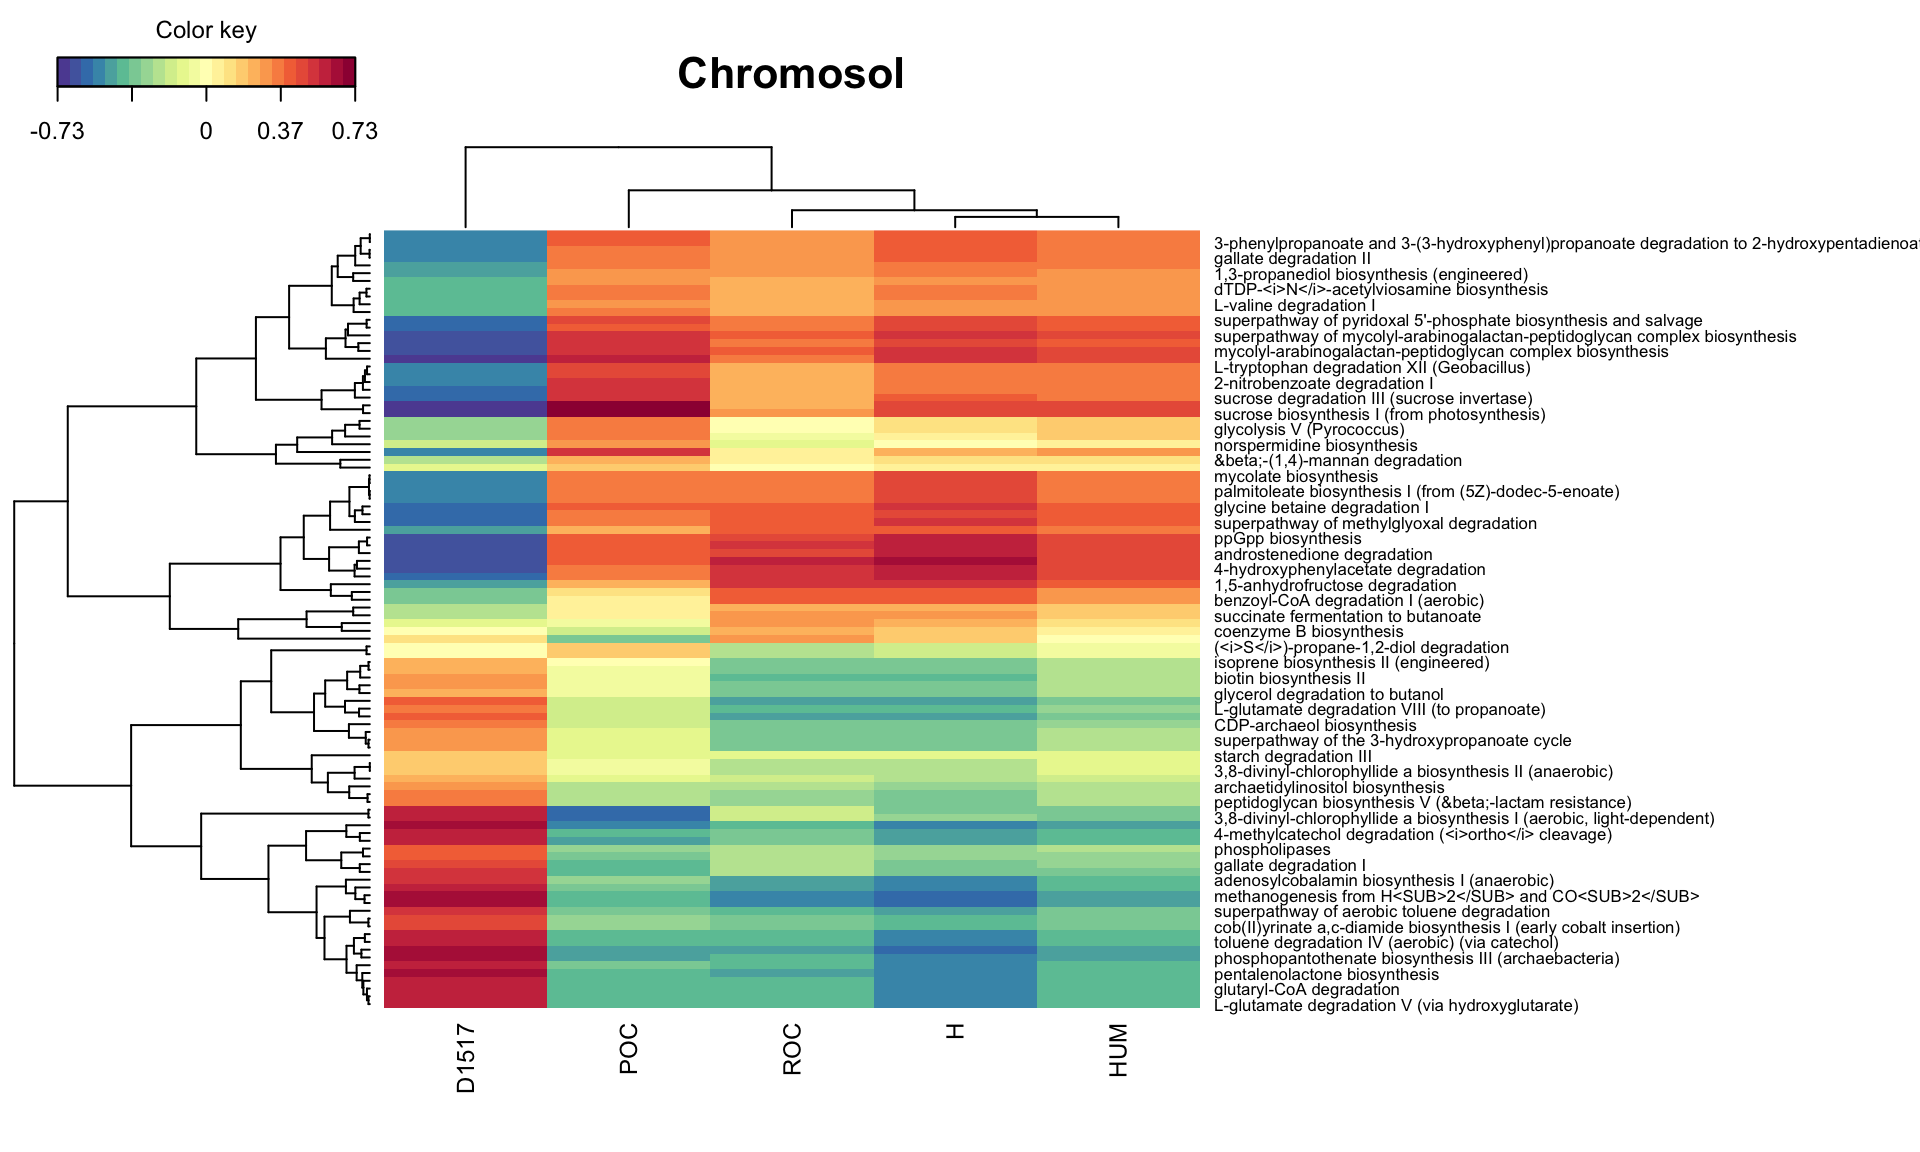 Color key
-0.73 0 0.37 0.73
Chromosol
3-phenylpropanoate and 3-(3-hydroxyphenyl)propanoate degradation to 2-hydroxypentadienoat
gallate degradation II
1,3-propanediol biosynthesis (engineered)
dTDP-<i>N</i>-acetylviosamine biosynthesis
L-valine degradation I
superpathway of pyridoxal 5'-phosphate biosynthesis and salvage
superpathway of mycolyl-arabinogalactan-peptidoglycan complex biosynthesis
mycolyl-arabinogalactan-peptidoglycan complex biosynthesis
L-tryptophan degradation XII (Geobacillus)
2-nitrobenzoate degradation I
sucrose degradation III (sucrose invertase)
sucrose biosynthesis I (from photosynthesis)
glycolysis V (Pyrococcus)
norspermidine biosynthesis
&beta;-(1,4)-mannan degradation
mycolate biosynthesis
palmitoleate biosynthesis I (from (5Z)-dodec-5-enoate)
glycine betaine degradation I
superpathway of methylglyoxal degradation
ppGpp biosynthesis
androstenedione degradation
4-hydroxyphenylacetate degradation
1,5-anhydrofructose degradation
benzoyl-CoA degradation I (aerobic)
succinate fermentation to butanoate
coenzyme B biosynthesis
(<i>S</i>)-propane-1,2-diol degradation
isoprene biosynthesis II (engineered)
biotin biosynthesis II
glycerol degradation to butanol
L-glutamate degradation VIII (to propanoate)
CDP-archaeol biosynthesis
superpathway of the 3-hydroxypropanoate cycle
starch degradation III
3,8-divinyl-chlorophyllide a biosynthesis II (anaerobic)
archaetidylinositol biosynthesis
peptidoglycan biosynthesis V (&beta;-lactam resistance)
3,8-divinyl-chlorophyllide a biosynthesis I (aerobic, light-dependent)
4-methylcatechol degradation (<i>ortho</i> cleavage)
phospholipases
gallate degradation I
adenosylcobalamin biosynthesis I (anaerobic)
methanogenesis from H<SUB>2</SUB> and CO<SUB>2</SUB>
superpathway of aerobic toluene degradation
cob(II)yrinate a,c-diamide biosynthesis I (early cobalt insertion)
toluene degradation IV (aerobic) (via catechol)
phosphopantothenate biosynthesis III (archaebacteria)
pentalenolactone biosynthesis
glutaryl-CoA degradation
L-glutamate degradation V (via hydroxyglutarate)
D1517 POC ROC H HUM